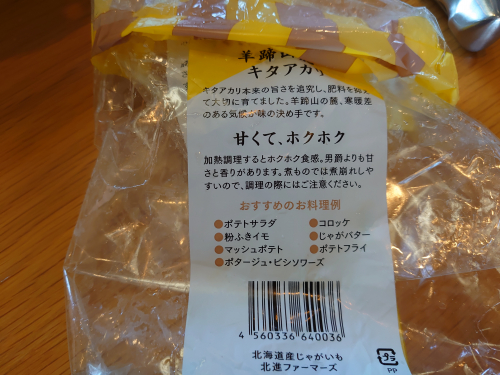 羊蹄山
キタアカリ
キタアカリ本来の旨さを追究し、肥料を
て大切に育てました。羊蹄山の麓、寒暖差
のある気候が味の決め手です。
甘くて、ホクホク
加熱調理するとホクホク食感。男爵よりも甘
さと香りがあります。煮ものでは煮崩れしや
すいので、調理の際にはご注意ください。
おすすめのお料理例
●ポテトサラダ ●コロッケ
●粉ふきイモ ●じゃがバター
●マッシュポテト ●ポテトフライ
●ポタージュ・ビシソワーズ
4 560336 640036
北海道産じゃがいも
北進ファーマーズ
プラ
PP